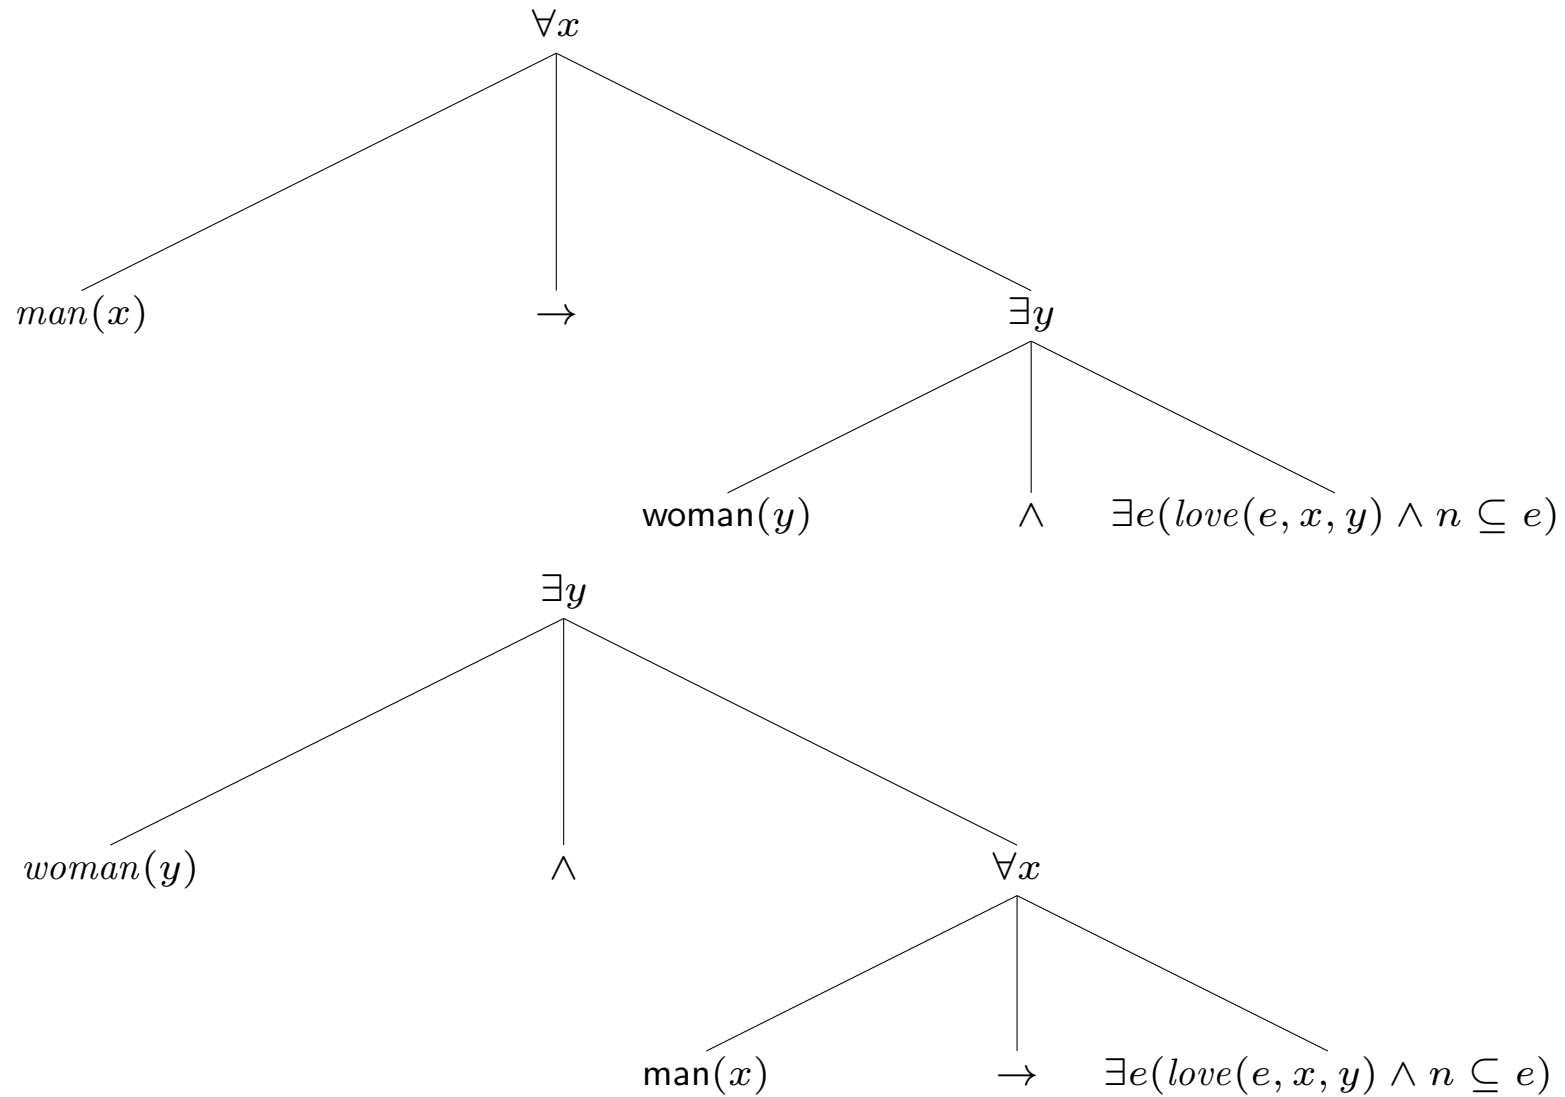 ∀x
man(x) → ∃y
woman(y) ∧ ∃e(love(e, x, y) ∧ n ⊆ e)
∃y
woman(y) ∧ ∀x
man(x) → ∃e(love(e, x, y) ∧ n ⊆ e)